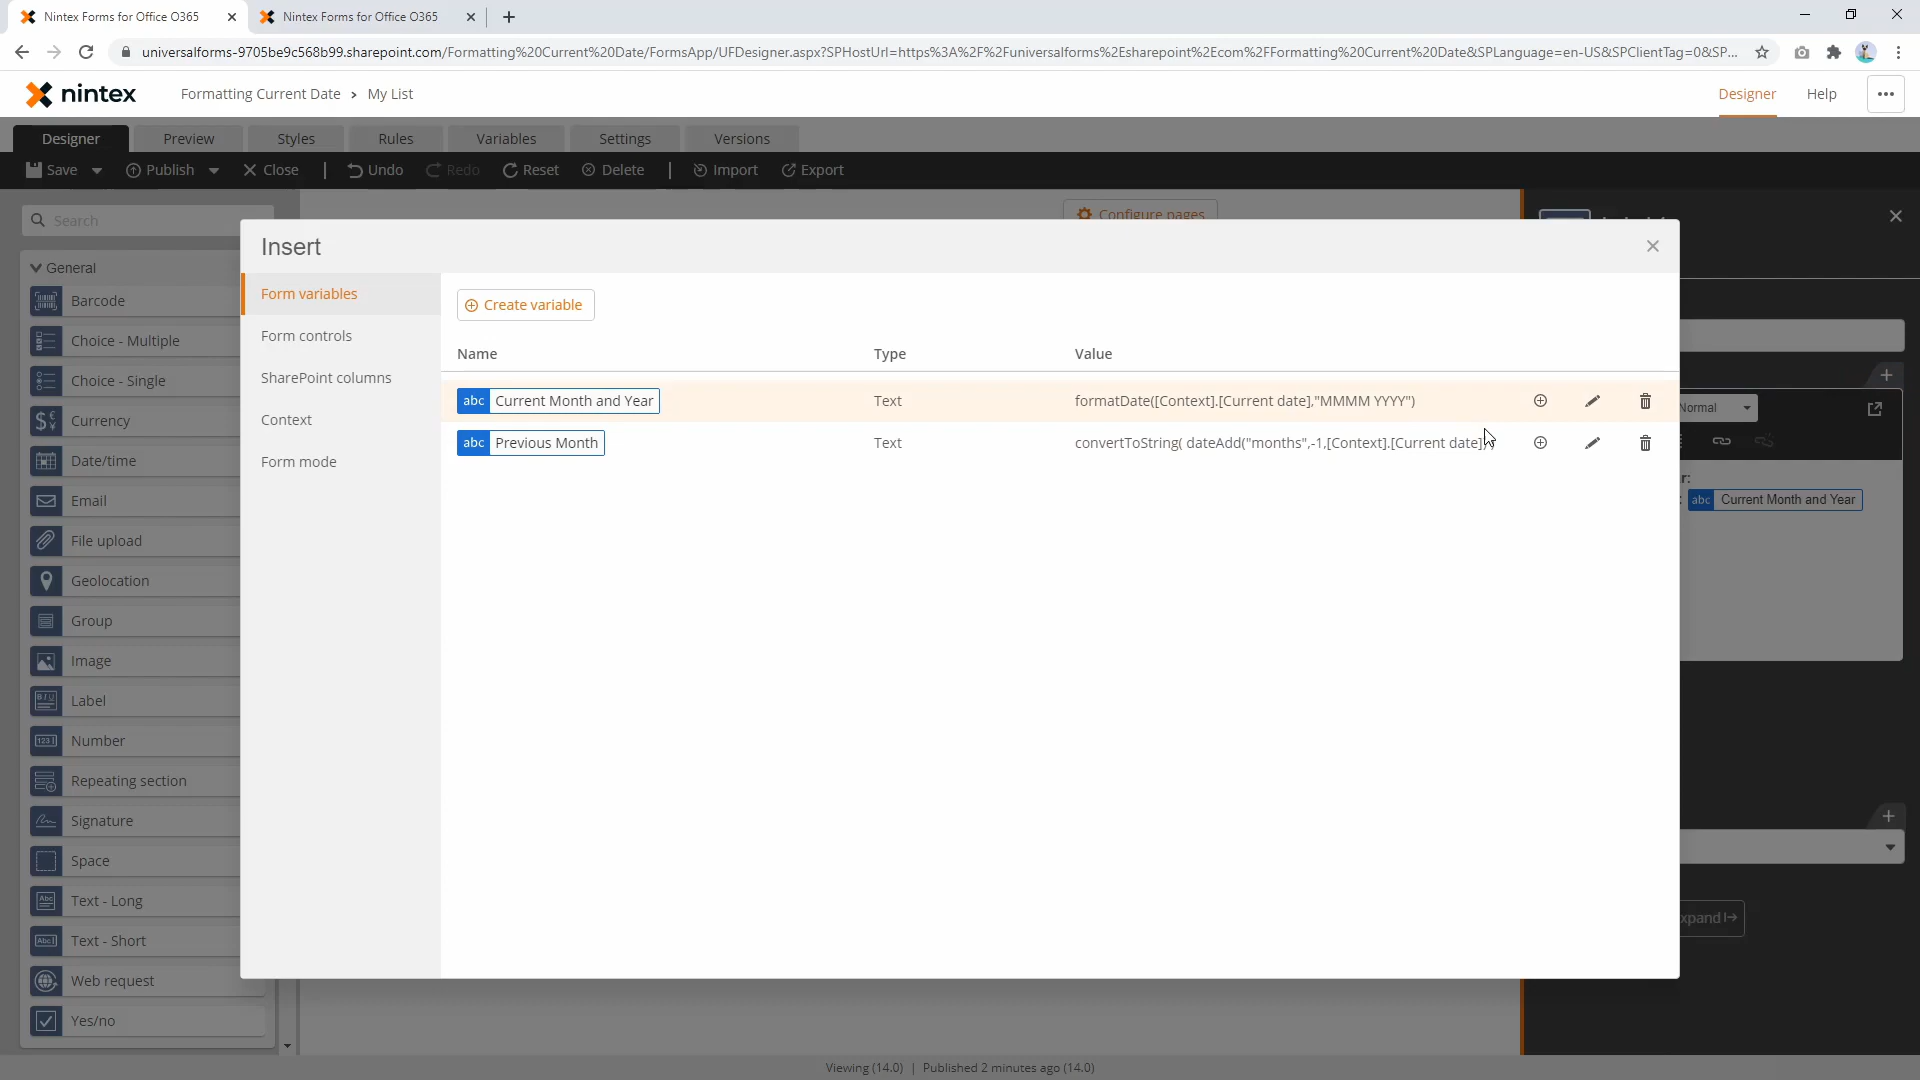 Nintex Forms for Office O365
Nintex Forms for Office O365
universalforms-9705be9c568b99.sharepoint.com/Formatting%20Current%20Date/FormsApp/UFDesigner.aspx?SPHostUrl=https%3A%2F%2Funiversalforms%2Esharepoint%2Ecom%2FFormatting%20Current%20Date&SPLanguage=en-US&SPClientTag=0&SP...
nintex
Formatting Current Date > My List
Designer
Help
Designer
Preview
Styles
Rules
Variables
Settings
Versions
Save
Publish
Close
Undo
Redo
Reset
Delete
Import
Export
Search
Configure pages
Insert
General
Barcode
Choice - Multiple
Choice - Single
Currency
Date/time
Email
File upload
Geolocation
Group
Image
Label
Number
Repeating section
Signature
Space
Text - Long
Text - Short
Web request
Yes/no
Form variables
Form controls
SharePoint columns
Context
Form mode
Create variable
Name Type Value
abc Current Month and Year Text formatDate([Context].[Current date],"MMMM YYYY")
abc Previous Month Text convertToString( dateAdd("months",-1,[Context].[Current date])
Normal
r:
: abc Current Month and Year
xpand
Viewing (14.0) | Published 2 minutes ago (14.0)